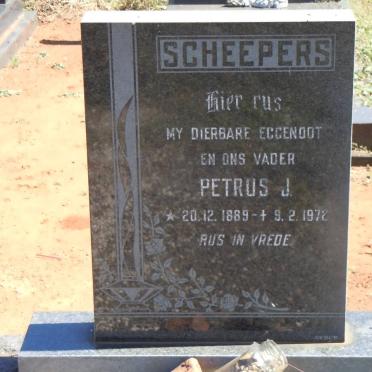 SCHEEPERS
Hier rus
MY DIERBARE EGGENOOT
EN ONS VADER
PETRUS J.
★ 20.12.1889 - ✝ 9.2.1972
RUS IN VREDE